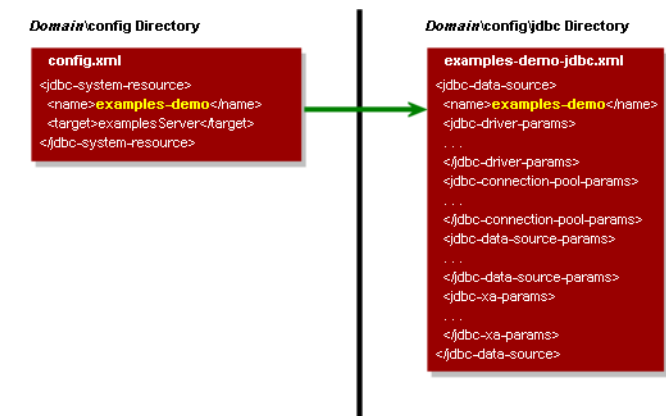 Domain\config Directory
config.xml
<jdbc-system-resource>
<name>examples-demo</name>
<target>examplesServer</target>
</jdbc-system-resource>
Domain\config\jdbc Directory
examples-demo-jdbc.xml
<jdbc-data-source>
<name>examples-demo</name>
<jdbc-driver-params>
. . .
</jdbc-driver-params>
<jdbc-connection-pool-params>
. . .
</jdbc-connection-pool-params>
<jdbc-data-source-params>
. . .
</jdbc-data-source-params>
<jdbc-xa-params>
. . .
</jdbc-xa-params>
</jdbc-data-source>